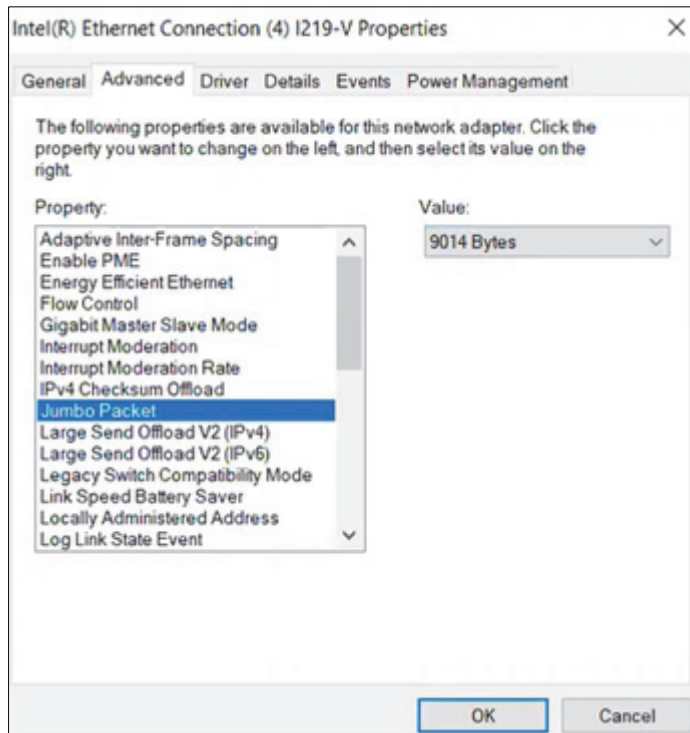 Intel(R) Ethernet Connection (4) I219-V Properties
General Advanced Driver Details Events Power Management
The following properties are available for this network adapter. Click the
property you want to change on the left, and then select its value on the
right.
Property:
Value:
Adaptive Inter-Frame Spacing
9014 Bytes
Enable PME
Energy Efficient Ethernet
Flow Control
Gigabit Master Slave Mode
Interrupt Moderation
Interrupt Moderation Rate
IPv4 Checksum Offload
Jumbo Packet
Large Send Offload V2 (IPv4)
Large Send Offload V2 (IPv6)
Legacy Switch Compatibility Mode
Link Speed Battery Saver
Locally Administered Address
Log Link State Event
OK
Cancel